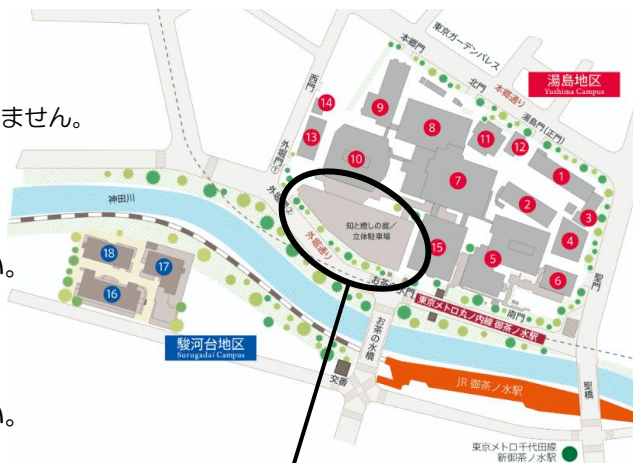 東京ガーデンパレス
本郷門
北門
本郷通り
湯島門(正門)
湯島地区
Yushima Campus
西門
14
9
8
11
12
13
10
7
1
2
3
外堀門①
ません。
神田川
外堀門②
外堀通り
知と癒しの庭/
立体駐車場
15
5
4
6
聖門
18
17
16
い。
お茶の水門
東京メトロ丸ノ内線 御茶ノ水駅
南門
駿河台地区
Surugadai Campus
お茶の水橋
交番
JR 御茶ノ水駅
聖橋
い。
東京メトロ千代田線
新御茶ノ水駅